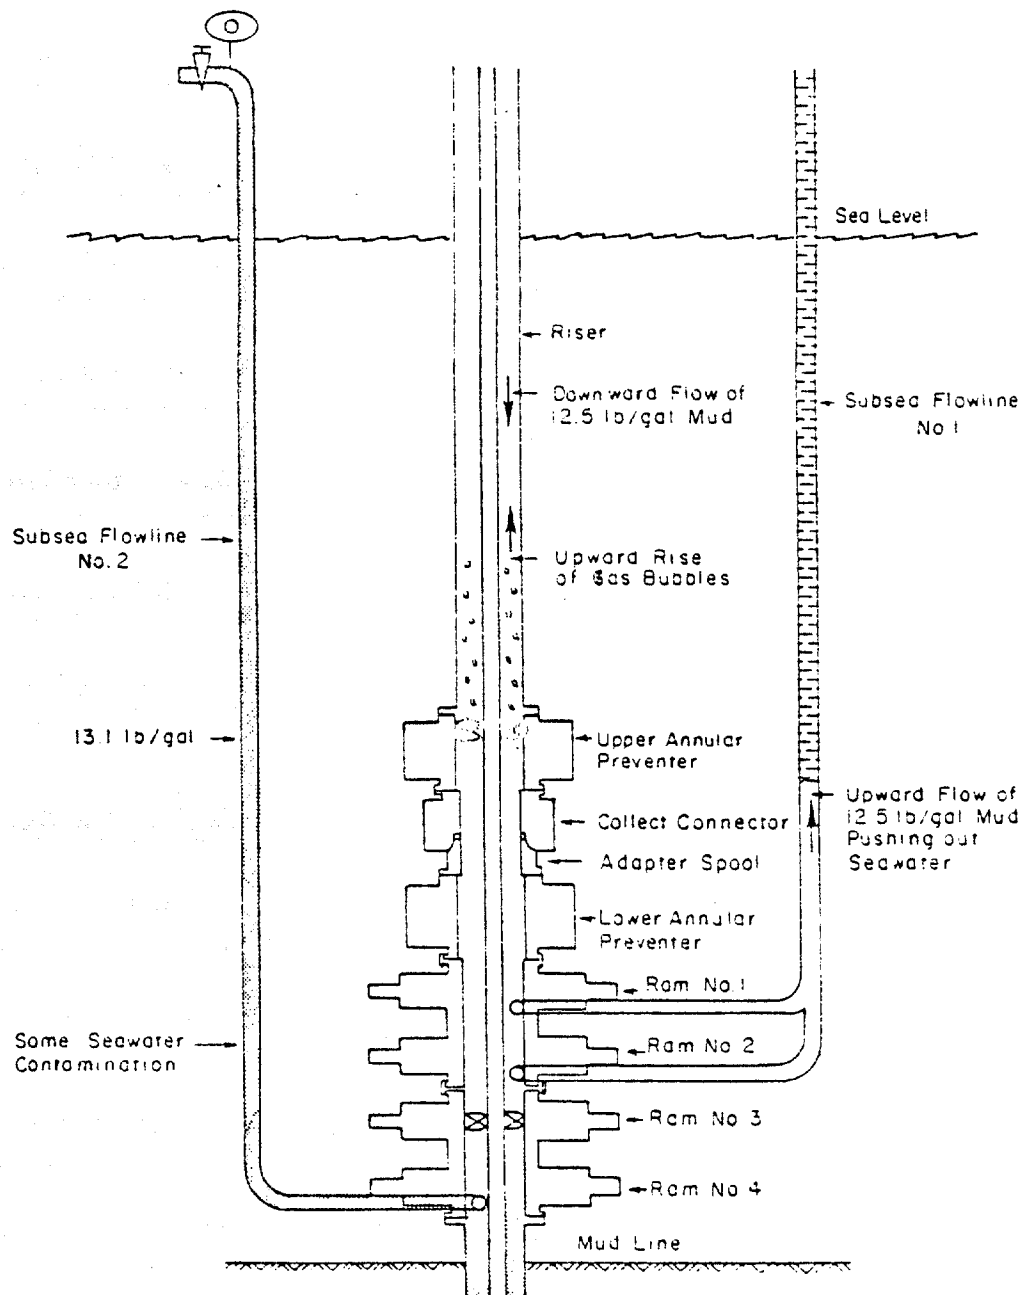 Sea Level
Riser
Downward Flow of
12.5 lb/gal Mud
Subsea Flowline
No. 1
Subsea Flowline
No. 2
Upward Rise
of Gas Bubbles
13.1 lb/gal
Upper Annular
Preventer
Upward Flow of
12.5 lb/gal Mud
Pushing out
Seawater
Collect Connector
Adapter Spool
Lower Annular
Preventer
Ram No. 1
Some Seawater
Contamination
Ram No 2
Ram No 3
Ram No 4
Mud Line